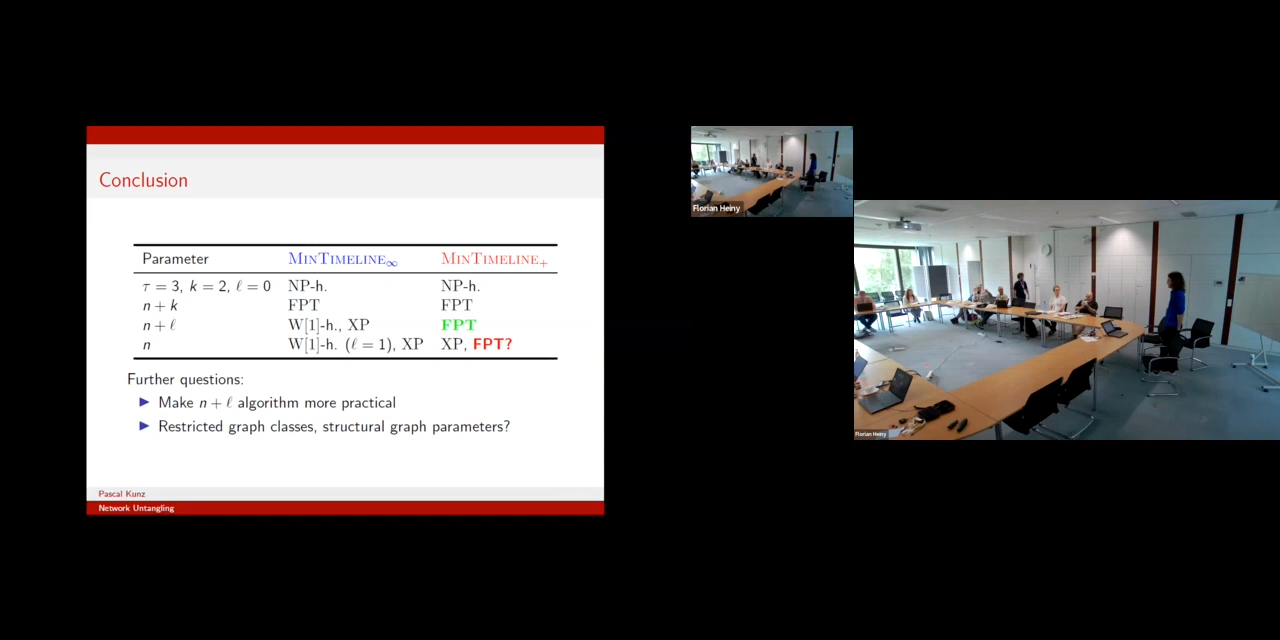 Conclusion
Parameter MinTimeline∞ MinTimeline+
τ = 3, k = 2, ℓ = 0 NP-h. NP-h.
n + k FPT FPT
n + ℓ W[1]-h., XP FPT
n W[1]-h. (ℓ = 1), XP XP, FPT?
Further questions:
Make n + ℓ algorithm more practical
Restricted graph classes, structural graph parameters?
Pascal Kunz
Network Untangling
Florian Heiny
Florian Heiny